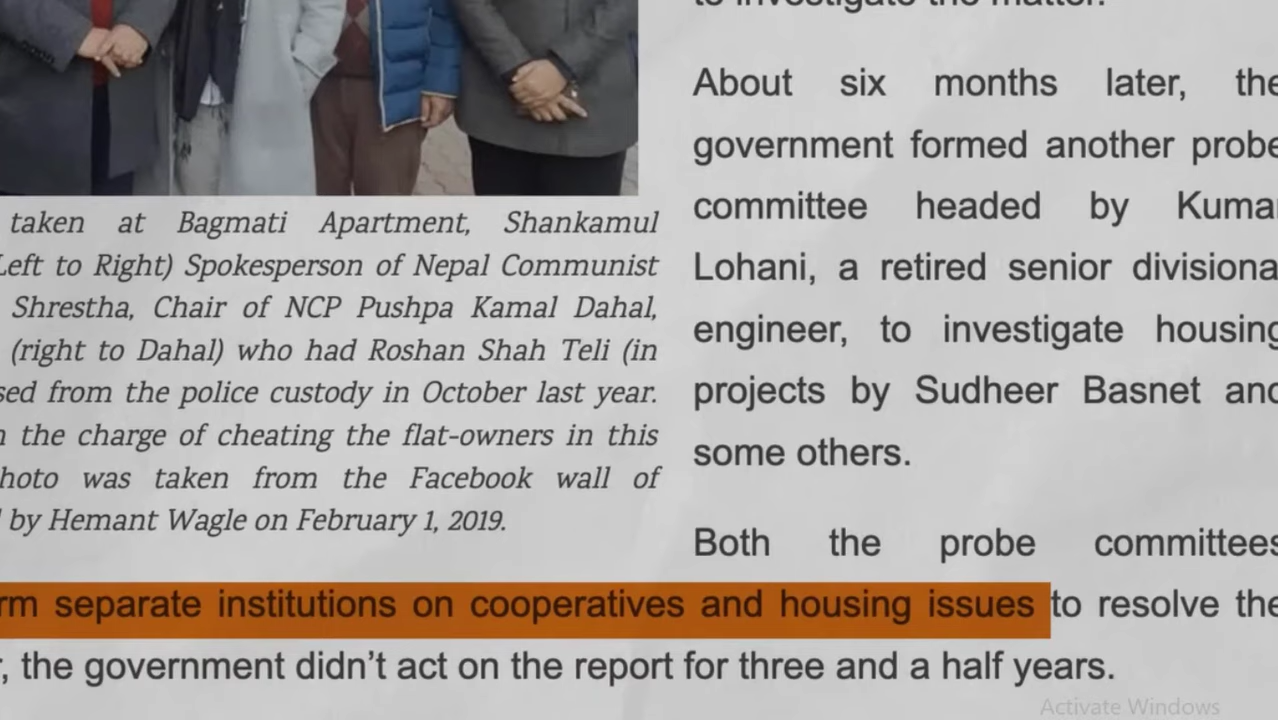 taken at Bagmati Apartment, Shankamul
Left to Right) Spokesperson of Nepal Communist
Shrestha, Chair of NCP Pushpa Kamal Dahal,
(right to Dahal) who had Roshan Shah Teli (in
sed from the police custody in October last year.
the charge of cheating the flat-owners in this
hoto was taken from the Facebook wall of
by Hemant Wagle on February 1, 2019.
to investigate the matter.
About six months later, the
government formed another probe
committee headed by Kumar
Lohani, a retired senior divisiona
engineer, to investigate housing
projects by Sudheer Basnet and
some others.
Both the probe committees
rm separate institutions on cooperatives and housing issues to resolve the
, the government didn't act on the report for three and a half years.
Activate Windows